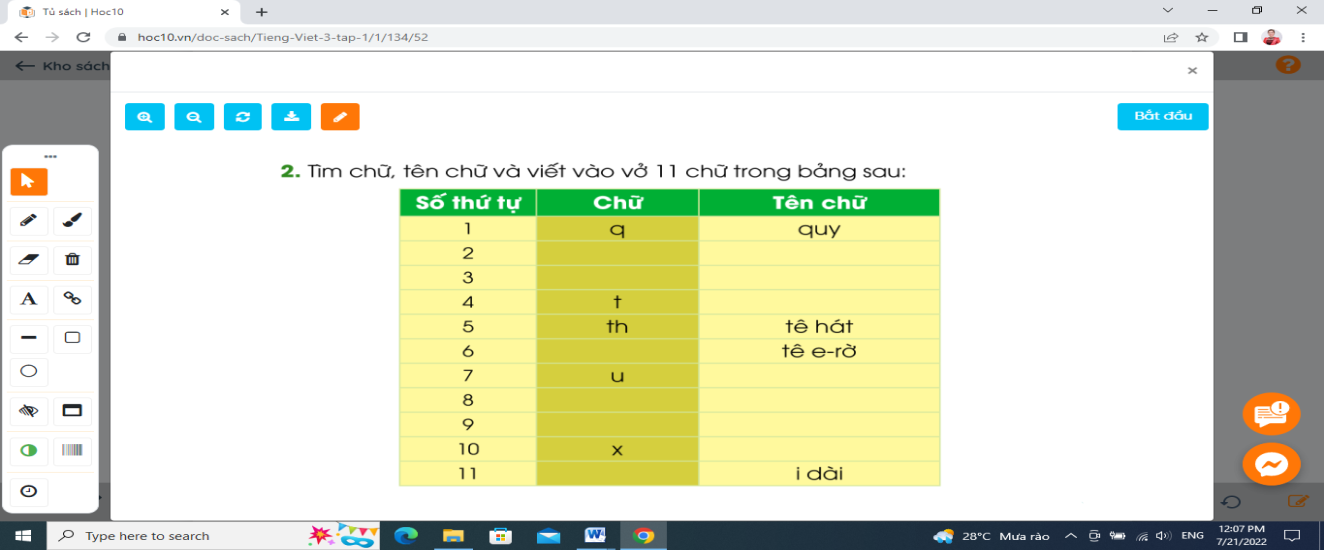 Tủ sách | Hoc10
hoc10.vn/doc-sach/Tieng-Viet-3-tap-1/1/134/52
Kho sách
Bắt đầu
2. Tìm chữ, tên chữ và viết vào vở 11 chữ trong bảng sau:
Số thứ tự Chữ Tên chữ
1 q quy
2
3
4 t
5 th tê hát
6 tê e-rờ
7 u
8
9
10 x
11 i dài
A
Type here to search
28°C Mưa rào
ENG
12:07 PM
7/21/2022